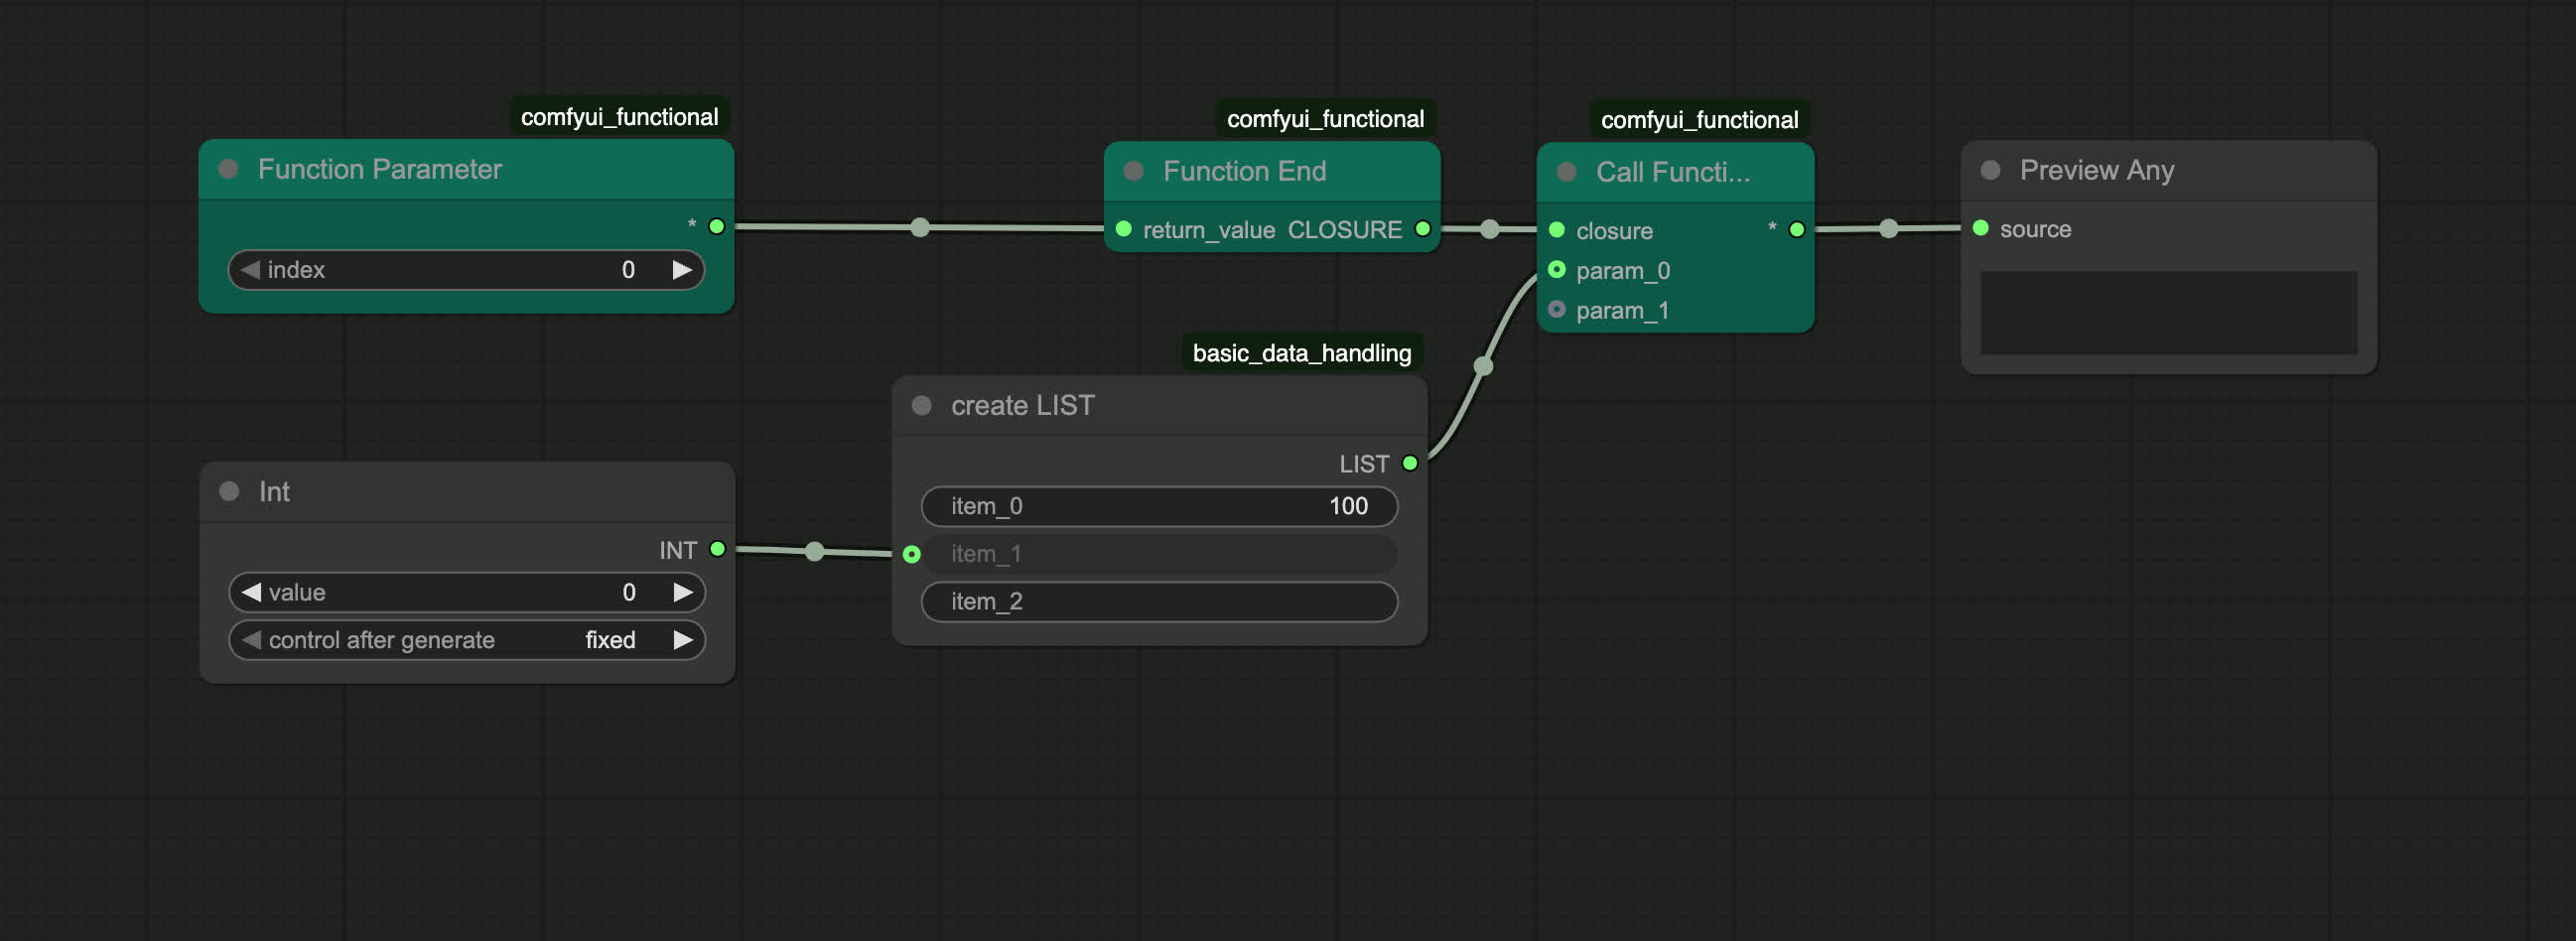 comfyui_functional
Function Parameter
*
index 0
comfyui_functional
Function End
return_value CLOSURE
comfyui_functional
Call Functi...
closure *
param_0
param_1
Preview Any
source
Int
INT
value 0
control after generate fixed
basic_data_handling
create LIST
LIST
item_0 100
item_1
item_2